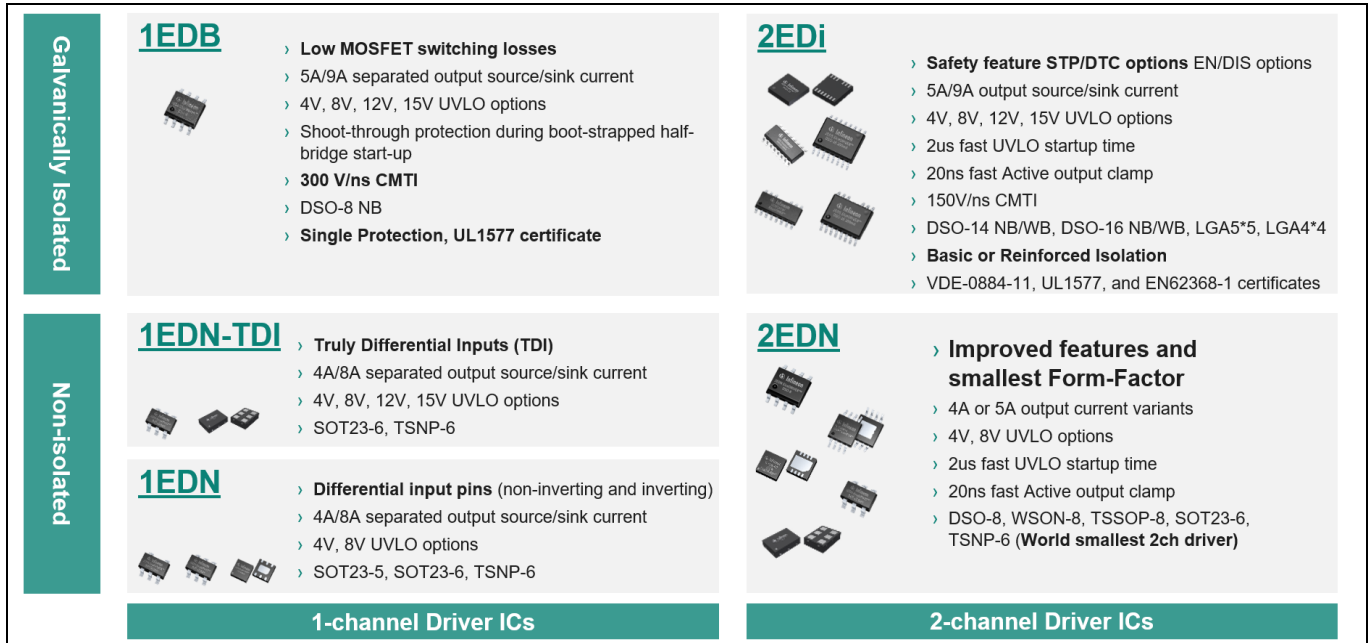 Galvanically Isolated
1EDB
› Low MOSFET switching losses
› 5A/9A separated output source/sink current
› 4V, 8V, 12V, 15V UVLO options
› Shoot-through protection during boot-strapped half-
bridge start-up
› 300 V/ns CMTI
› DSO-8 NB
› Single Protection, UL1577 certificate
2EDi
› Safety feature STP/DTC options EN/DIS options
› 5A/9A output source/sink current
› 4V, 8V, 12V, 15V UVLO options
› 2us fast UVLO startup time
› 20ns fast Active output clamp
› 150V/ns CMTI
› DSO-14 NB/WB, DSO-16 NB/WB, LGA5*5, LGA4*4
› Basic or Reinforced Isolation
› VDE-0884-11, UL1577, and EN62368-1 certificates
Non-isolated
1EDN-TDI
› Truly Differential Inputs (TDI)
› 4A/8A separated output source/sink current
› 4V, 8V, 12V, 15V UVLO options
› SOT23-6, TSNP-6
1EDN
› Differential input pins (non-inverting and inverting)
› 4A/8A separated output source/sink current
› 4V, 8V UVLO options
› SOT23-5, SOT23-6, TSNP-6
2EDN
› Improved features and
smallest Form-Factor
› 4A or 5A output current variants
› 4V, 8V UVLO options
› 2us fast UVLO startup time
› 20ns fast Active output clamp
› DSO-8, WSON-8, TSSOP-8, SOT23-6,
TSNP-6 (World smallest 2ch driver)
1-channel Driver ICs
2-channel Driver ICs